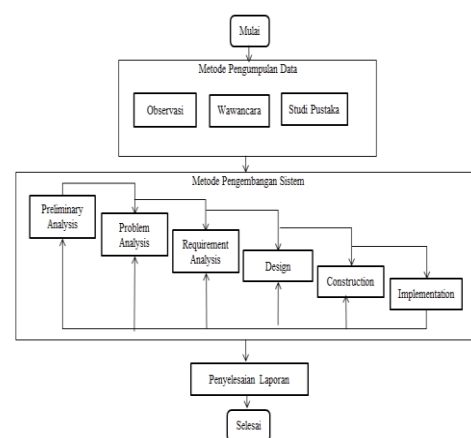 Mulai
Metode Pengumpulan Data
Observasi
Wawancara
Studi Pustaka
Metode Pengembangan Sistem
Preliminary
Analysis
Problem
Analysis
Requirement
Analysis
Design
Construction
Implementation
Penyelesaian Laporan
Selesai